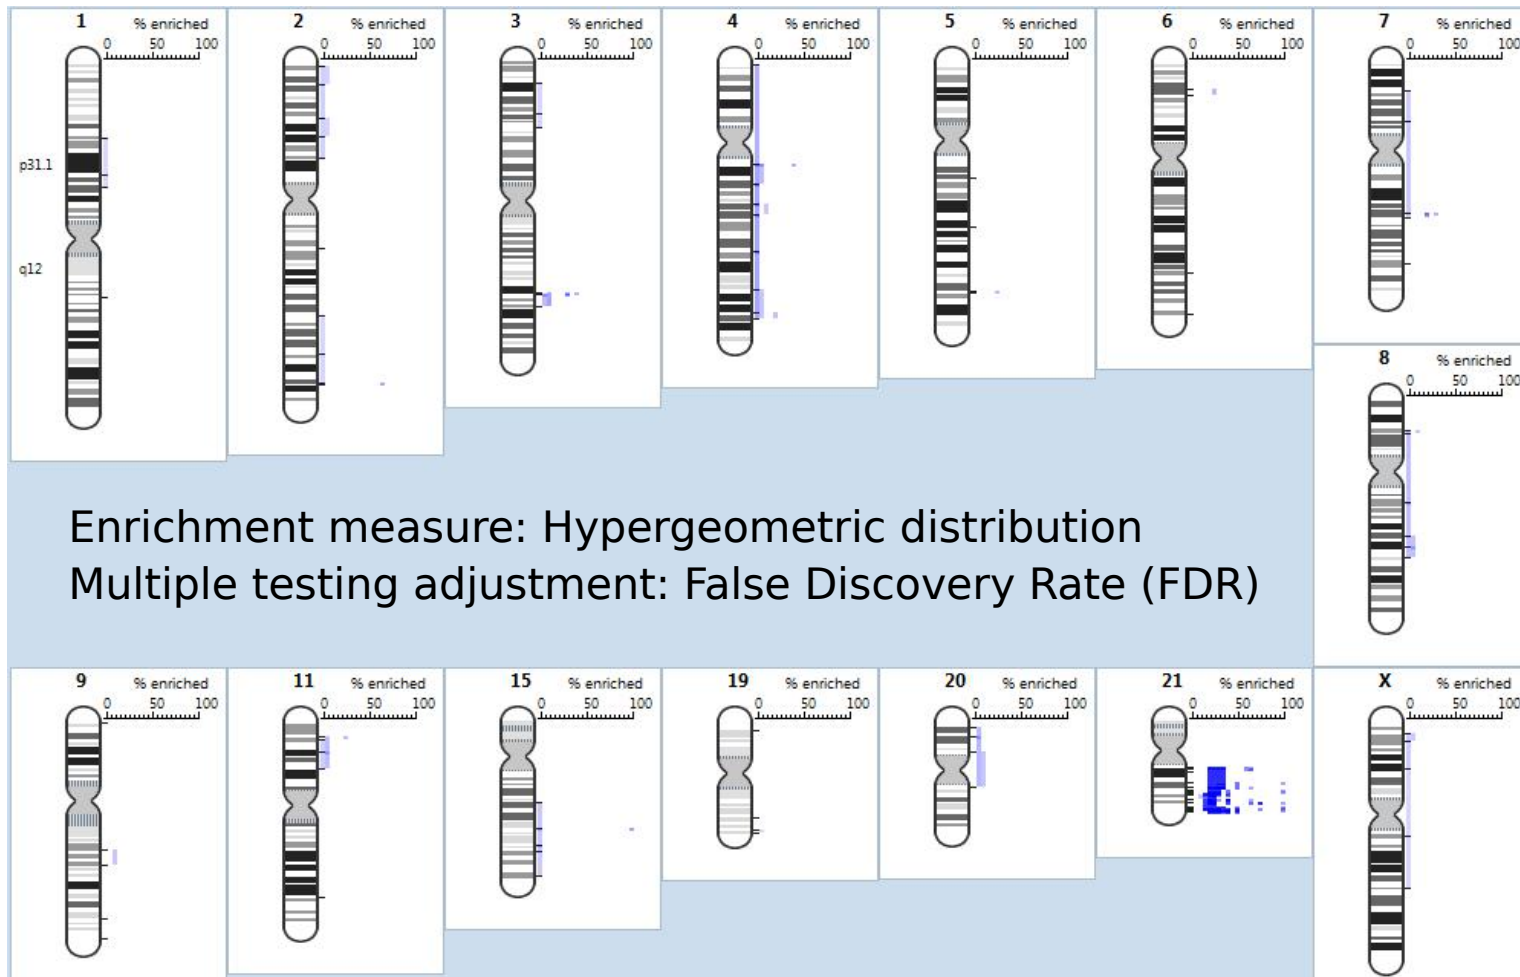 1 % enriched
0 50 100
p31.1
q12
2 % enriched
0 50 100
3 % enriched
0 50 100
4 % enriched
0 50 100
5 % enriched
0 50 100
6 % enriched
0 50 100
7 % enriched
0 50 100
8 % enriched
0 50 100
Enrichment measure: Hypergeometric distribution
Multiple testing adjustment: False Discovery Rate (FDR)
9 % enriched
0 50 100
11 % enriched
0 50 100
15 % enriched
0 50 100
19 % enriched
0 50 100
20 % enriched
0 50 100
21 % enriched
0 50 100
X % enriched
0 50 100